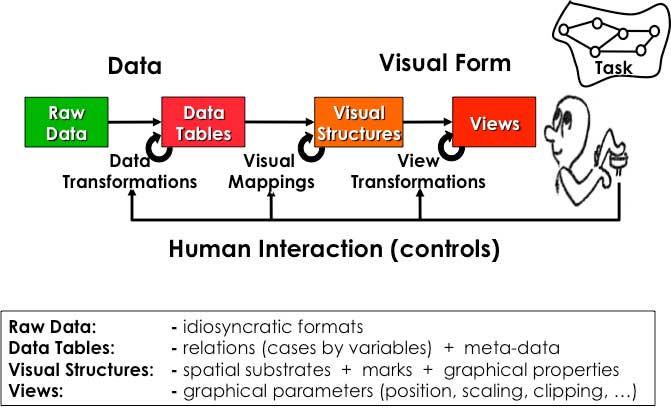 Data
Visual Form
Task
Raw
Data
Data
Tables
Visual
Structures
Views
Data
Transformations
Visual
Mappings
View
Transformations
Human Interaction (controls)
Raw Data: - idiosyncratic formats
Data Tables: - relations (cases by variables) + meta-data
Visual Structures: - spatial substrates + marks + graphical properties
Views: - graphical parameters (position, scaling, clipping, …)